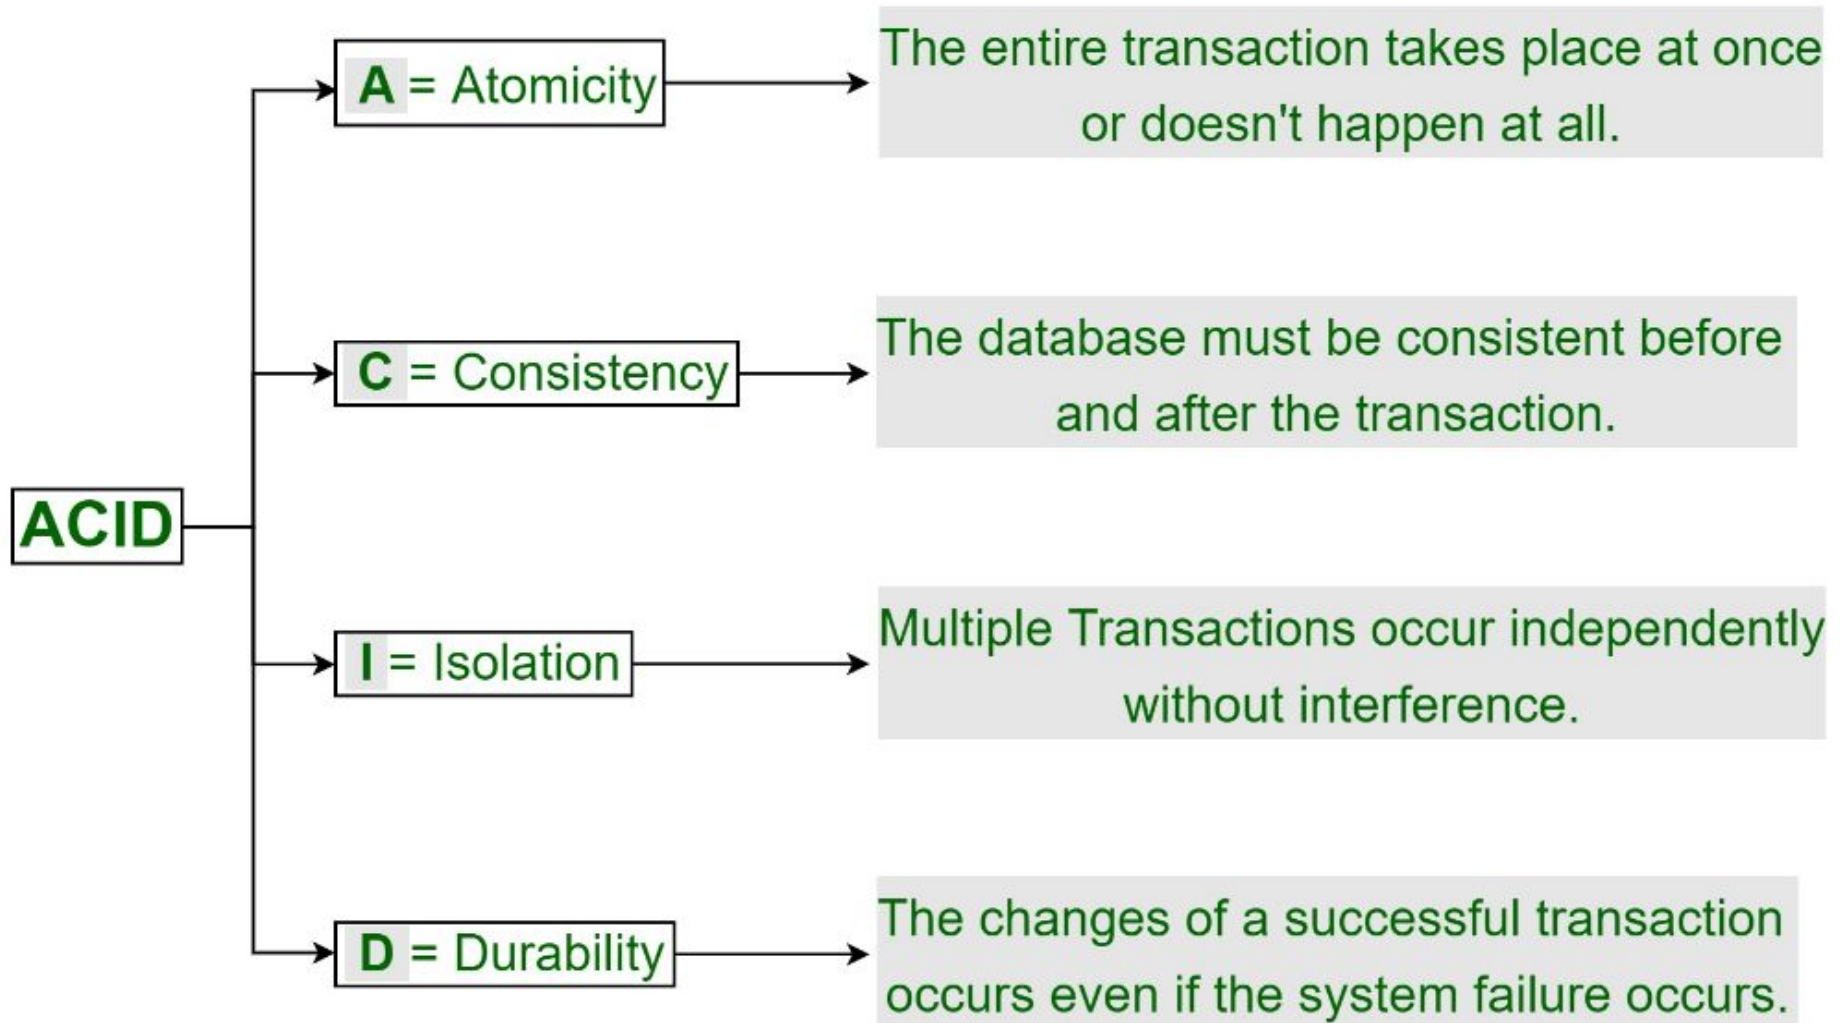 A = Atomicity
The entire transaction takes place at once
or doesn't happen at all.
C = Consistency
The database must be consistent before
and after the transaction.
ACID
I = Isolation
Multiple Transactions occur independently
without interference.
D = Durability
The changes of a successful transaction
occurs even if the system failure occurs.